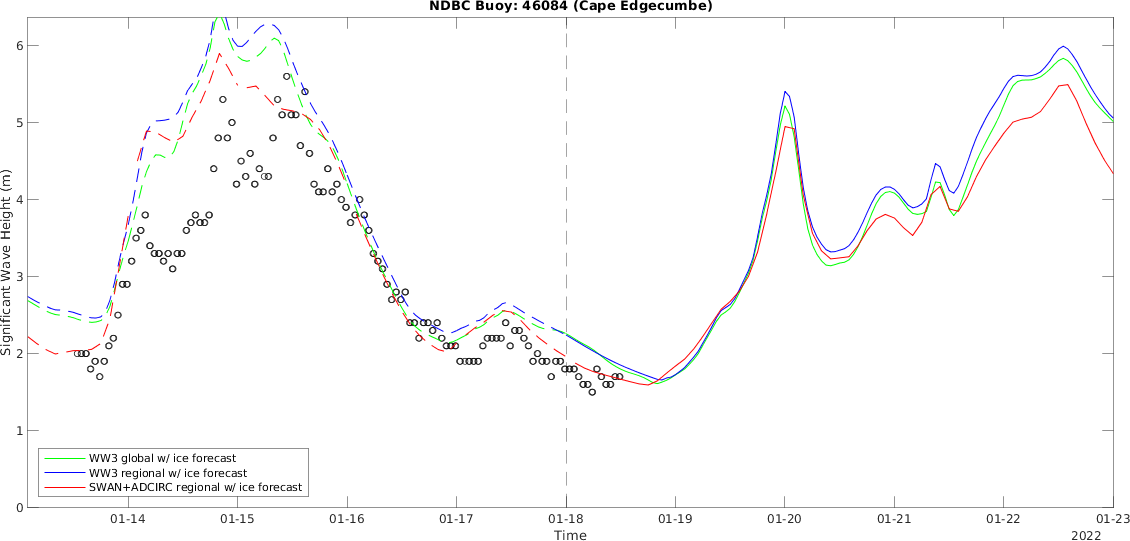 NDBC Buoy: 46084 (Cape Edgecumbe)
Significant Wave Height (m)
6
5
4
3
2
1
0
WW3 global w/ ice forecast
WW3 regional w/ ice forecast
SWAN+ADCIRC regional w/ ice forecast
01-14 01-15 01-16 01-17 01-18 01-19 01-20 01-21 01-22 01-23
Time
2022